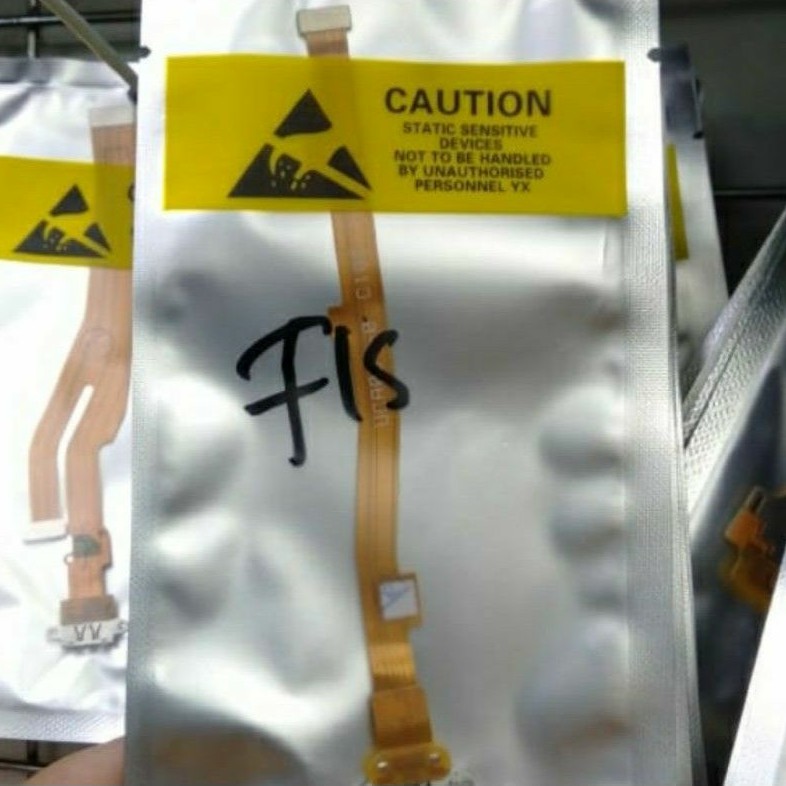 CAUTION
STATIC SENSITIVE
DEVICES
NOT TO BE HANDLED
BY UNAUTHORISED
PERSONNEL YX
F1S